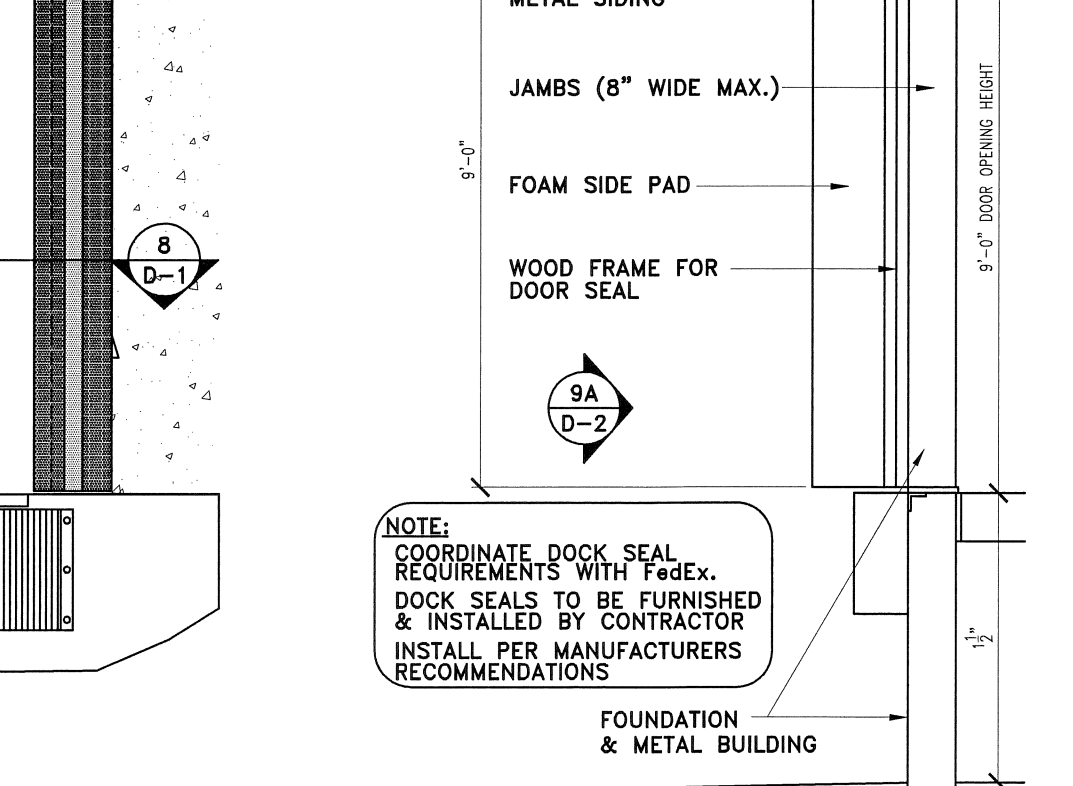 METAL SIDING
JAMBS (8" WIDE MAX.)
9'-0"
9'-0" DOOR OPENING HEIGHT
FOAM SIDE PAD
8
D-1
WOOD FRAME FOR
DOOR SEAL
9A
D-2
NOTE:
COORDINATE DOCK SEAL
REQUIREMENTS WITH FedEx.
DOCK SEALS TO BE FURNISHED
& INSTALLED BY CONTRACTOR
INSTALL PER MANUFACTURERS
RECOMMENDATIONS
1 1/2"
FOUNDATION
& METAL BUILDING